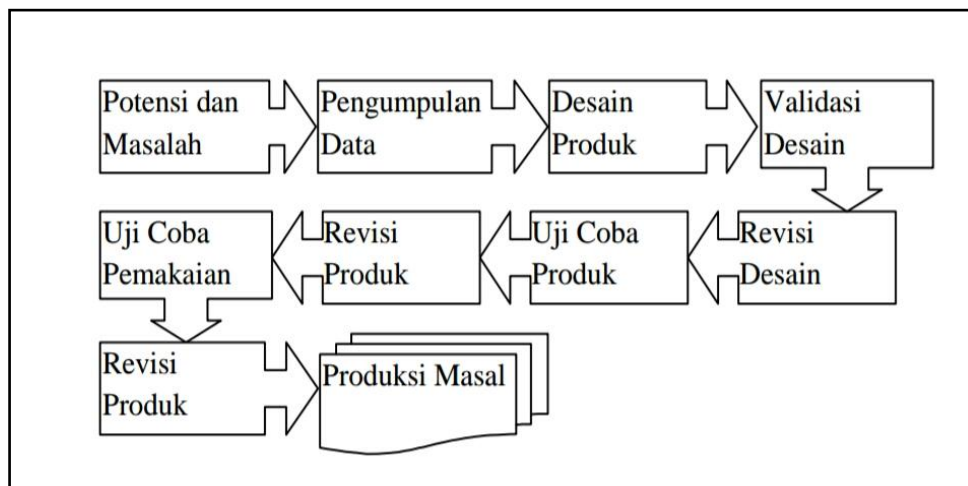 Potensi dan
Masalah
Pengumpulan
Data
Desain
Produk
Validasi
Desain
Revisi
Desain
Uji Coba
Produk
Revisi
Produk
Uji Coba
Pemakaian
Revisi
Produk
Produksi Masal